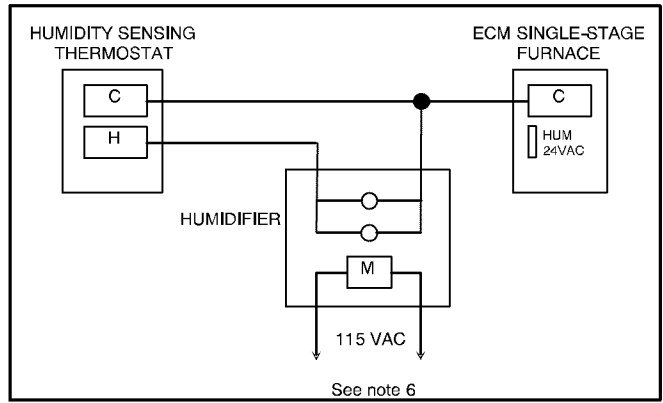 HUMIDITY SENSING
THERMOSTAT
ECM SINGLE-STAGE
FURNACE
C
C
H
HUM
24VAC
HUMIDIFIER
M
115 VAC
See note 6